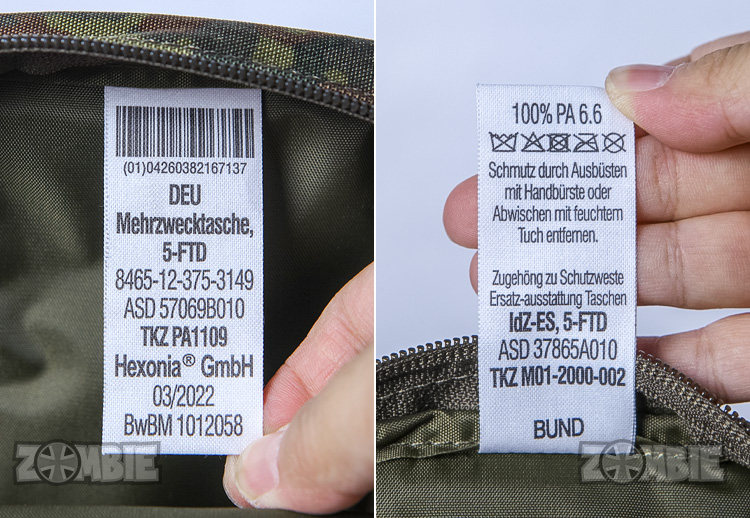 (01)04260382167137
DEU
Mehrzwecktasche,
5-FTD
8465-12-375-3149
ASD 57069B010
TKZ PA1109
Hexonia® GmbH
03/2022
BwBM 1012058
ZOMBIE
100% PA 6.6
Schmutz durch Ausbüsten
mit Handbürste oder
Abwischen mit feuchtem
Tuch entfernen.
Zugehöng zu Schutzweste
Ersatz-ausstattung Taschen
IdZ-ES, 5-FTD
ASD 37865A010
TKZ M01-2000-002
BUND
ZOMBIE